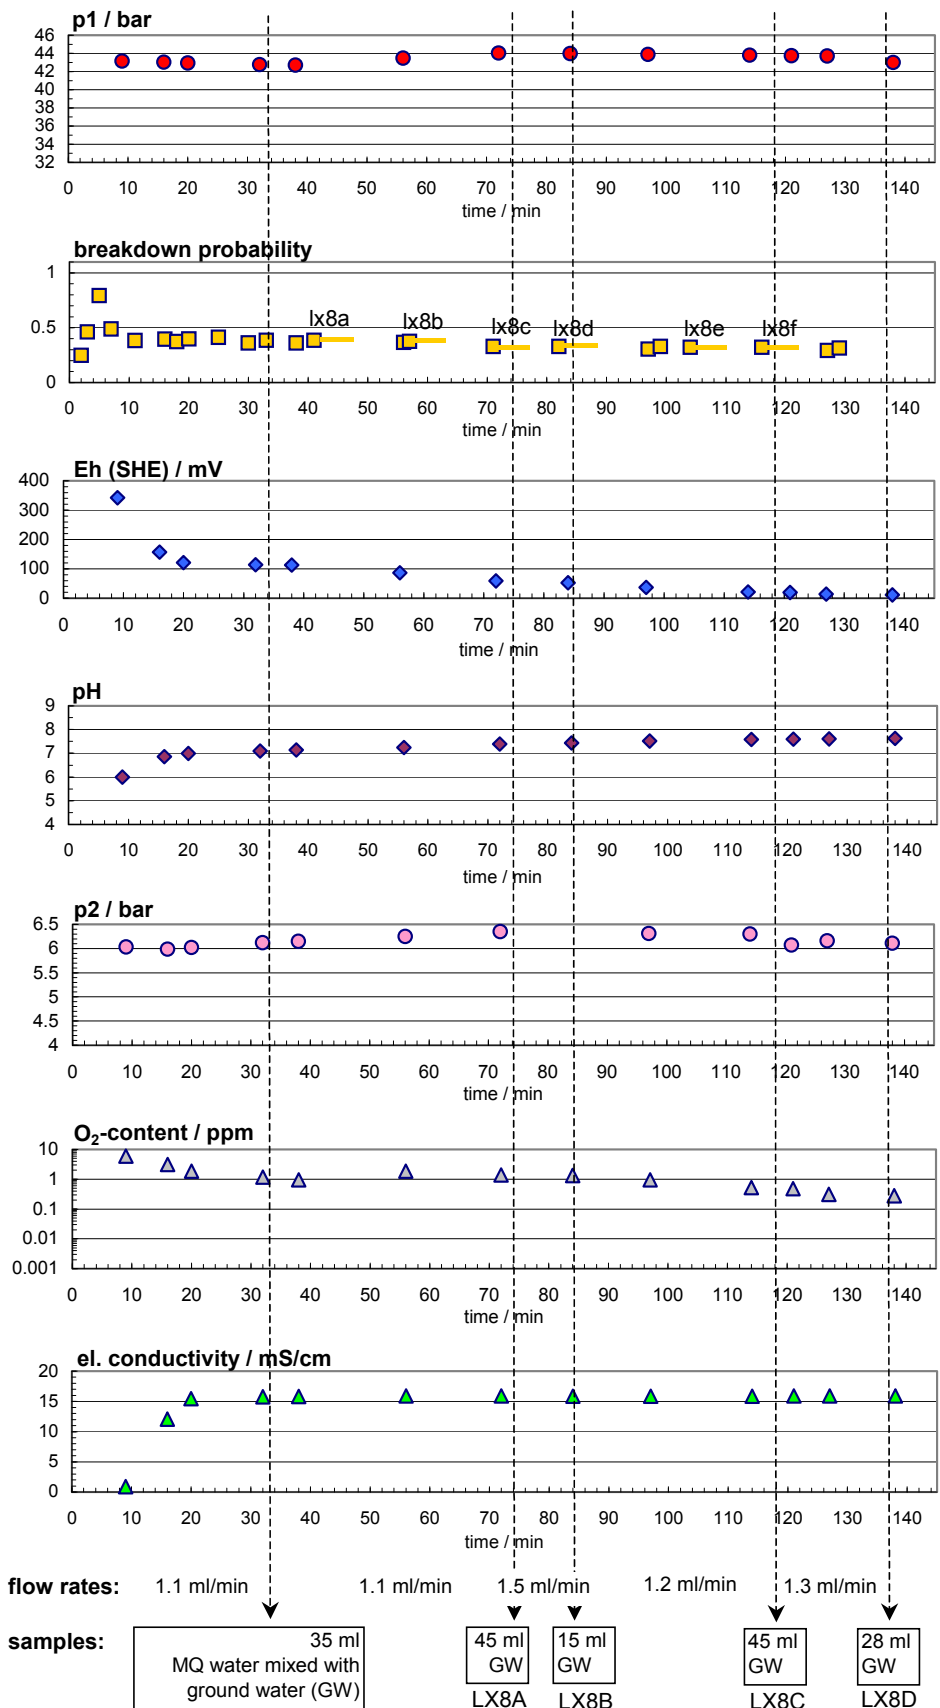 p1 / bar
46
44
42
40
38
36
34
32
0 10 20 30 40 50 60 70 80 90 100 110 120 130 140
time / min
breakdown probability
1
0.5
0
lx8a lx8b lx8c lx8d lx8e lx8f
0 10 20 30 40 50 60 70 80 90 100 110 120 130 140
time / min
Eh (SHE) / mV
400
300
200
100
0
0 10 20 30 40 50 60 70 80 90 100 110 120 130 140
time / min
pH
9
8
7
6
5
4
0 10 20 30 40 50 60 70 80 90 100 110 120 130 140
time / min
p2 / bar
6.5
6
5.5
5
4.5
4
0 10 20 30 40 50 60 70 80 90 100 110 120 130 140
time / min
O₂-content / ppm
10
1
0.1
0.01
0.001
0 10 20 30 40 50 60 70 80 90 100 110 120 130 140
time / min
el. conductivity / mS/cm
20
15
10
5
0
0 10 20 30 40 50 60 70 80 90 100 110 120 130 140
time / min
flow rates: 1.1 ml/min 1.1 ml/min 1.5 ml/min 1.2 ml/min 1.3 ml/min
samples: 35 ml 45 ml 15 ml 45 ml 28 ml
MQ water mixed with GW GW GW GW
ground water (GW)
LX8A LX8B LX8C LX8D